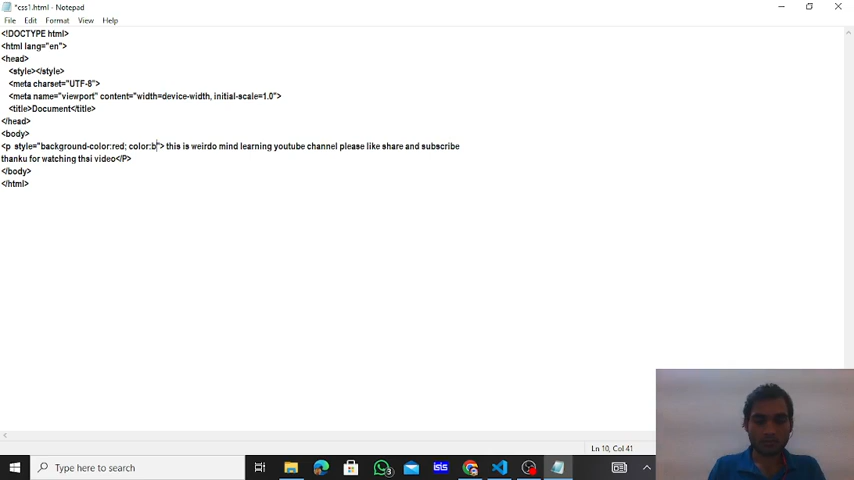 *css1.html - Notepad
File Edit Format View Help
<!DOCTYPE html>
<html lang="en">
<head>
<style></style>
<meta charset="UTF-8">
<meta name="viewport" content="width=device-width, initial-scale=1.0">
<title>Document</title>
</head>
<body>
<p style="background-color:red; color:b"> this is weirdo mind learning youtube channel please like share and subscribe
thanku for watching thsi video</P>
</body>
</html>
Ln 10, Col 41
Type here to search
3
isis